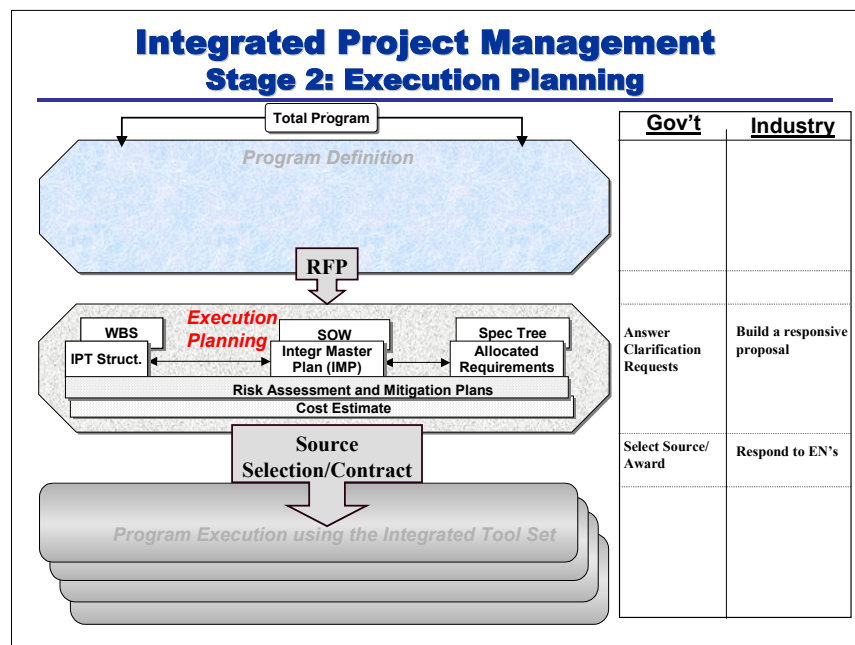 Integrated Project Management
Stage 2: Execution Planning
Total Program
Program Definition
RFP
Execution
Planning
WBS
IPT Struct.
SOW
Integr Master
Plan (IMP)
Spec Tree
Allocated
Requirements
Risk Assessment and Mitigation Plans
Cost Estimate
Source
Selection/Contract
Program Execution using the Integrated Tool Set
Gov't
Industry
Answer
Clarification
Requests
Build a responsive
proposal
Select Source/
Award
Respond to EN's